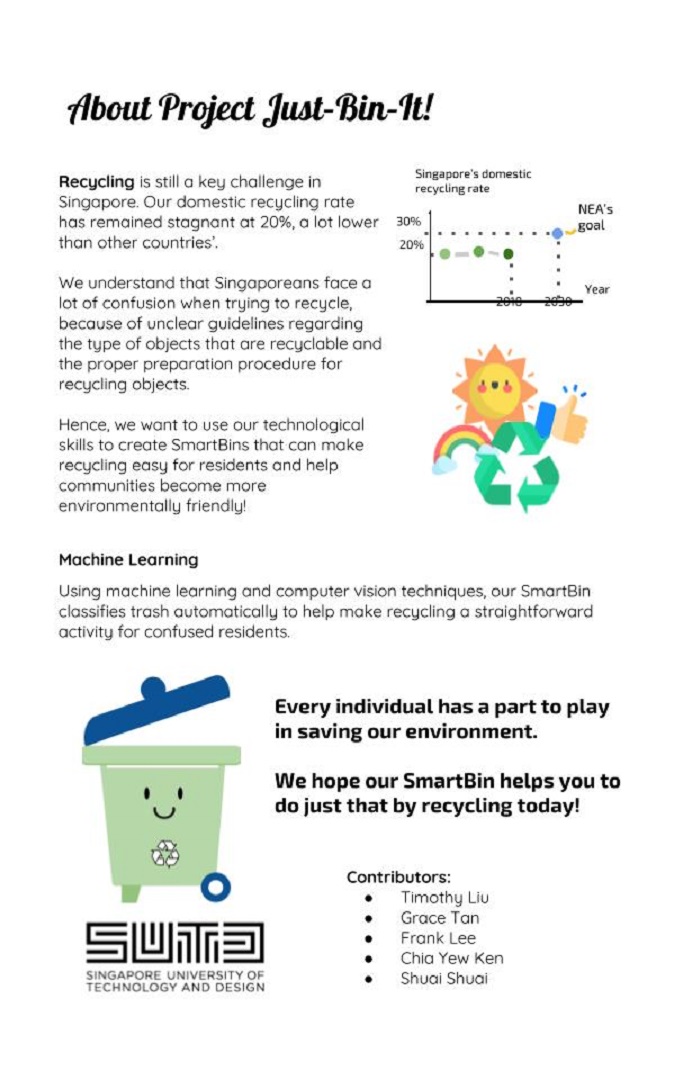 About Project Just-Bin-It!
Recycling is still a key challenge in
Singapore. Our domestic recycling rate
has remained stagnant at 20%, a lot lower
than other countries'.
We understand that Singaporeans face a
lot of confusion when trying to recycle,
because of unclear guidelines regarding
the type of objects that are recyclable and
the proper preparation procedure for
recycling objects.
Hence, we want to use our technological
skills to create SmartBins that can make
recycling easy for residents and help
communities become more
environmentally friendly!
Singapore's domestic
recycling rate
NEA's
goal
30%
20%
Year
2018 2030
Machine Learning
Using machine learning and computer vision techniques, our SmartBin
classifies trash automatically to help make recycling a straightforward
activity for confused residents.
Every individual has a part to play
in saving our environment.
We hope our SmartBin helps you to
do just that by recycling today!
Contributors:
• Timothy Liu
• Grace Tan
• Frank Lee
• Chia Yew Ken
• Shuai Shuai
SUTD
SINGAPORE UNIVERSITY OF
TECHNOLOGY AND DESIGN